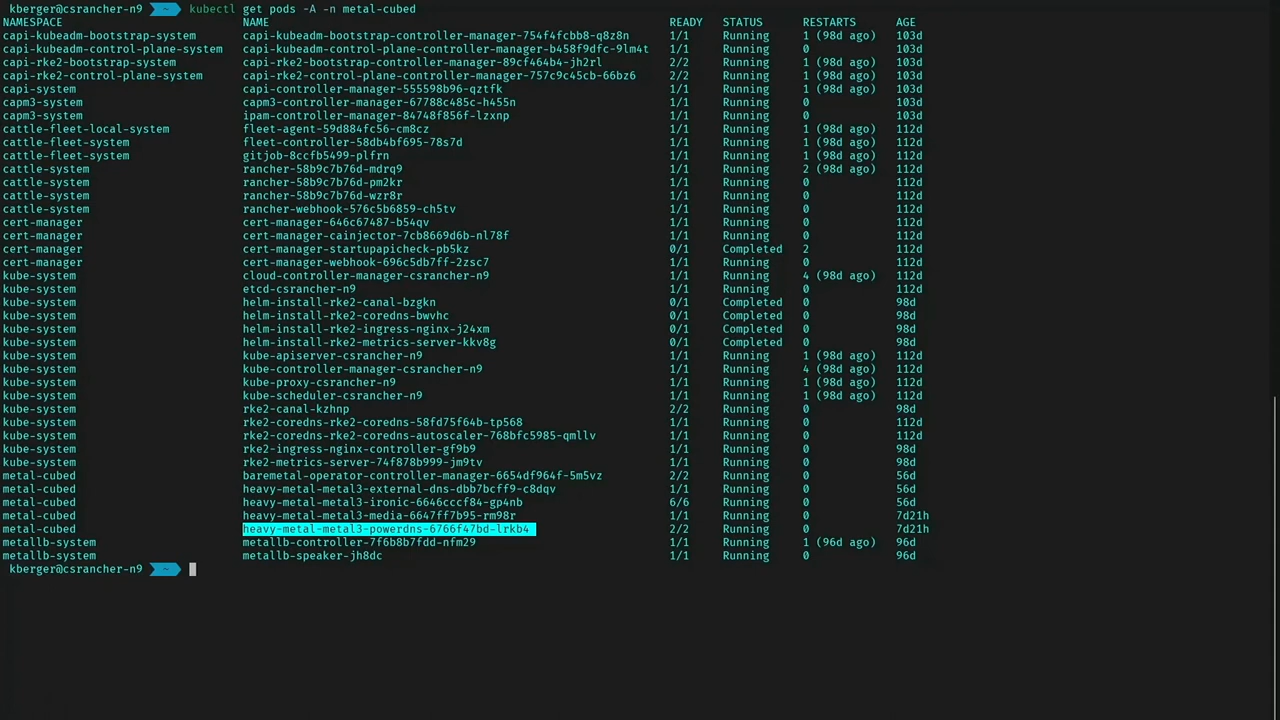 kberger@csrancher-n9 ~ kubectl get pods -A -n metal-cubed
NAMESPACE NAME READY STATUS RESTARTS AGE
capi-kubeadm-bootstrap-system capi-kubeadm-bootstrap-controller-manager-754f4fcbb8-q8z8n 1/1 Running 1 (98d ago) 103d
capi-kubeadm-control-plane-system capi-kubeadm-control-plane-controller-manager-b458f9dfc-9lm4t 1/1 Running 0 103d
capi-rke2-bootstrap-system capi-rke2-bootstrap-controller-manager-89cf464b4-jh2rl 2/2 Running 1 (98d ago) 103d
capi-rke2-control-plane-system capi-rke2-control-plane-controller-manager-757c9c45cb-66bz6 2/2 Running 1 (98d ago) 103d
capi-system capi-controller-manager-555598b96-qztfk 1/1 Running 1 (98d ago) 103d
capm3-system capm3-controller-manager-67788c485c-h455n 1/1 Running 0 103d
capm3-system ipam-controller-manager-84748f856f-lzxnp 1/1 Running 0 103d
cattle-fleet-local-system fleet-agent-59d884fc56-cm8cz 1/1 Running 1 (98d ago) 112d
cattle-fleet-system fleet-controller-58db4bf695-78s7d 1/1 Running 1 (98d ago) 112d
cattle-fleet-system gitjob-8ccfb5499-plfrn 1/1 Running 1 (98d ago) 112d
cattle-system rancher-58b9c7b76d-mdrq9 1/1 Running 2 (98d ago) 112d
cattle-system rancher-58b9c7b76d-pm2kr 1/1 Running 0 112d
cattle-system rancher-58b9c7b76d-wzr8r 1/1 Running 0 112d
cattle-system rancher-webhook-576c5b6859-ch5tv 1/1 Running 0 112d
cert-manager cert-manager-646c67487-b54qv 1/1 Running 0 112d
cert-manager cert-manager-cainjector-7cb8669d6b-nl78f 1/1 Running 0 112d
cert-manager cert-manager-startupapicheck-pb5kz 0/1 Completed 2 112d
cert-manager cert-manager-webhook-696c5db7ff-2zsc7 1/1 Running 0 112d
kube-system cloud-controller-manager-csrancher-n9 1/1 Running 4 (98d ago) 112d
kube-system etcd-csrancher-n9 1/1 Running 0 112d
kube-system helm-install-rke2-canal-bzgkn 0/1 Completed 0 98d
kube-system helm-install-rke2-coredns-bwvhc 0/1 Completed 0 98d
kube-system helm-install-rke2-ingress-nginx-j24xm 0/1 Completed 0 98d
kube-system helm-install-rke2-metrics-server-kkv8g 0/1 Completed 0 98d
kube-system kube-apiserver-csrancher-n9 1/1 Running 1 (98d ago) 112d
kube-system kube-controller-manager-csrancher-n9 1/1 Running 4 (98d ago) 112d
kube-system kube-proxy-csrancher-n9 1/1 Running 1 (98d ago) 112d
kube-system kube-scheduler-csrancher-n9 1/1 Running 1 (98d ago) 112d
kube-system rke2-canal-kzhnp 2/2 Running 0 98d
kube-system rke2-coredns-rke2-coredns-58fd75f64b-tp568 1/1 Running 0 112d
kube-system rke2-coredns-rke2-coredns-autoscaler-768bfc5985-qmllv 1/1 Running 0 112d
kube-system rke2-ingress-nginx-controller-gf9b9 1/1 Running 0 98d
kube-system rke2-metrics-server-74f878b999-jm9tv 1/1 Running 0 98d
metal-cubed baremetal-operator-controller-manager-6654df964f-5m5vz 2/2 Running 0 56d
metal-cubed heavy-metal-metal3-external-dns-dbb7bcff9-c8dqv 1/1 Running 0 56d
metal-cubed heavy-metal-metal3-ironic-6646cccf84-gp4nb 6/6 Running 0 56d
metal-cubed heavy-metal-metal3-media-6647ff7b95-rm98r 1/1 Running 0 7d21h
metal-cubed heavy-metal-metal3-powerdns-6766f47bd-lrkb4 2/2 Running 0 7d21h
metallb-system metallb-controller-7f6b8b7fdd-nfm29 1/1 Running 1 (96d ago) 96d
metallb-system metallb-speaker-jh8dc 1/1 Running 0 96d
kberger@csrancher-n9 ~